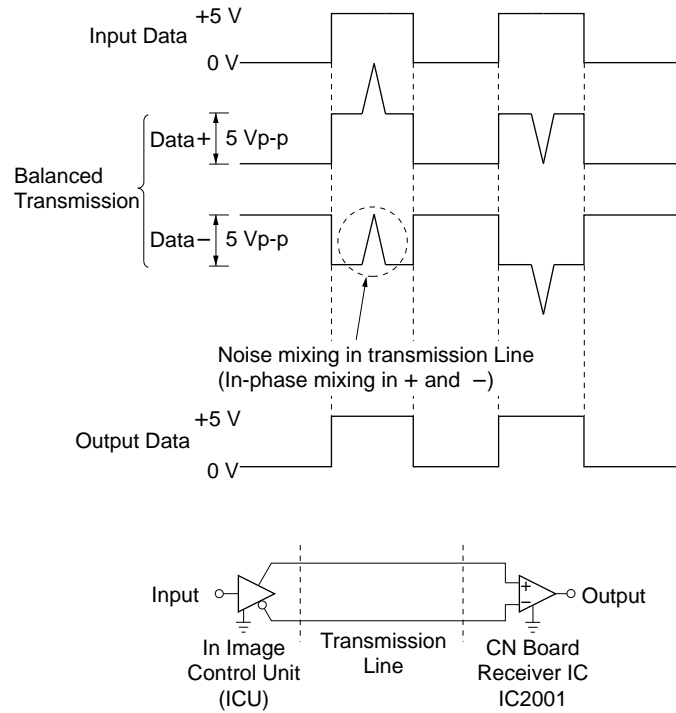 +5 V
Input Data
0 V
Data+ 5 Vp-p
Balanced
Transmission
Data− 5 Vp-p
Noise mixing in transmission Line
(In-phase mixing in + and −)
+5 V
Output Data
0 V
Input
+
−
Output
In Image
Control Unit
(ICU)
Transmission
Line
CN Board
Receiver IC
IC2001